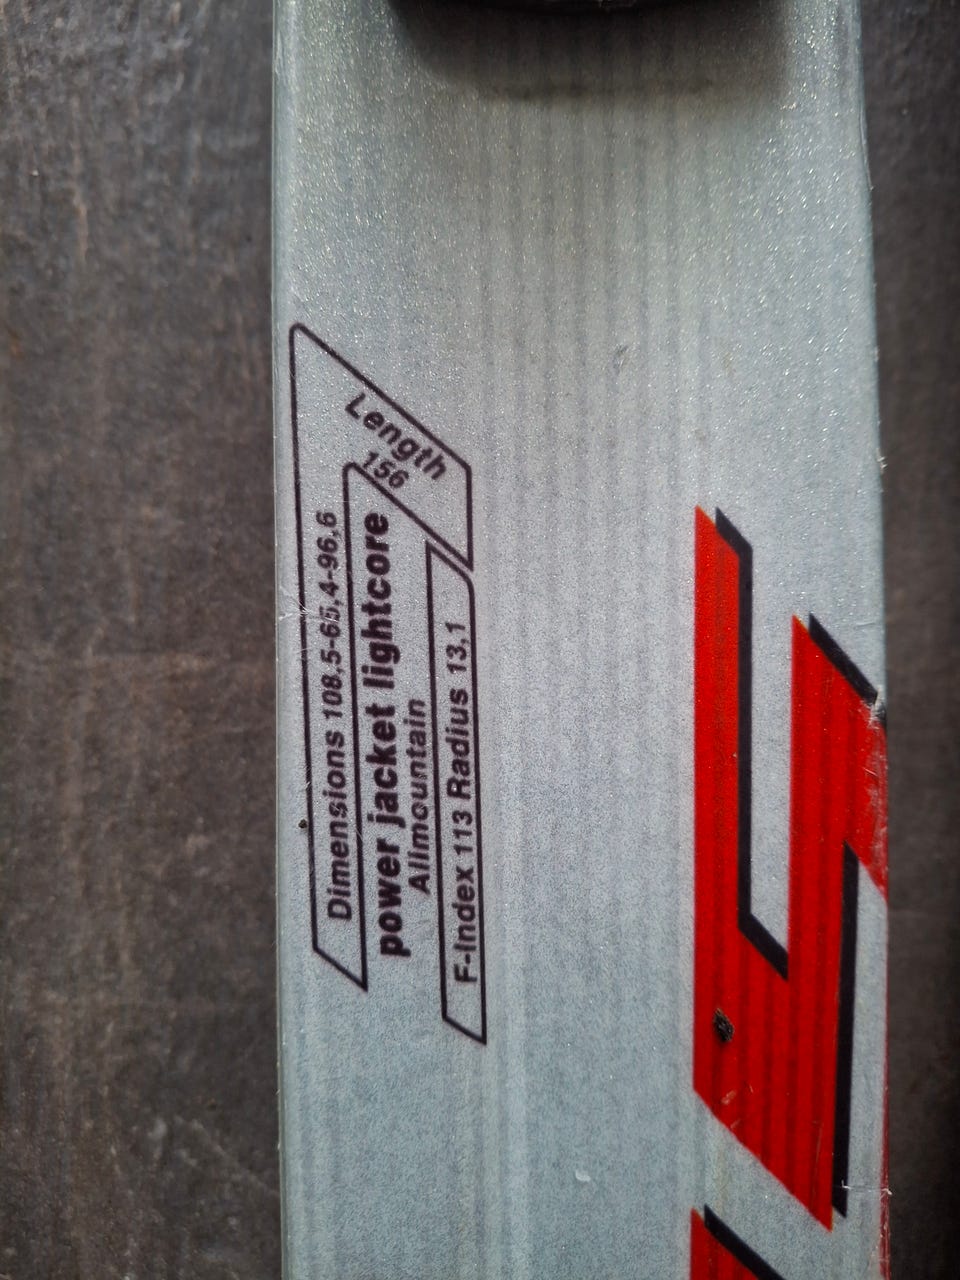 Length
156
Dimensions 108,5-65,4-96,6
power jacket lightcore
Allmountain
F-Index 113 Radius 13,1